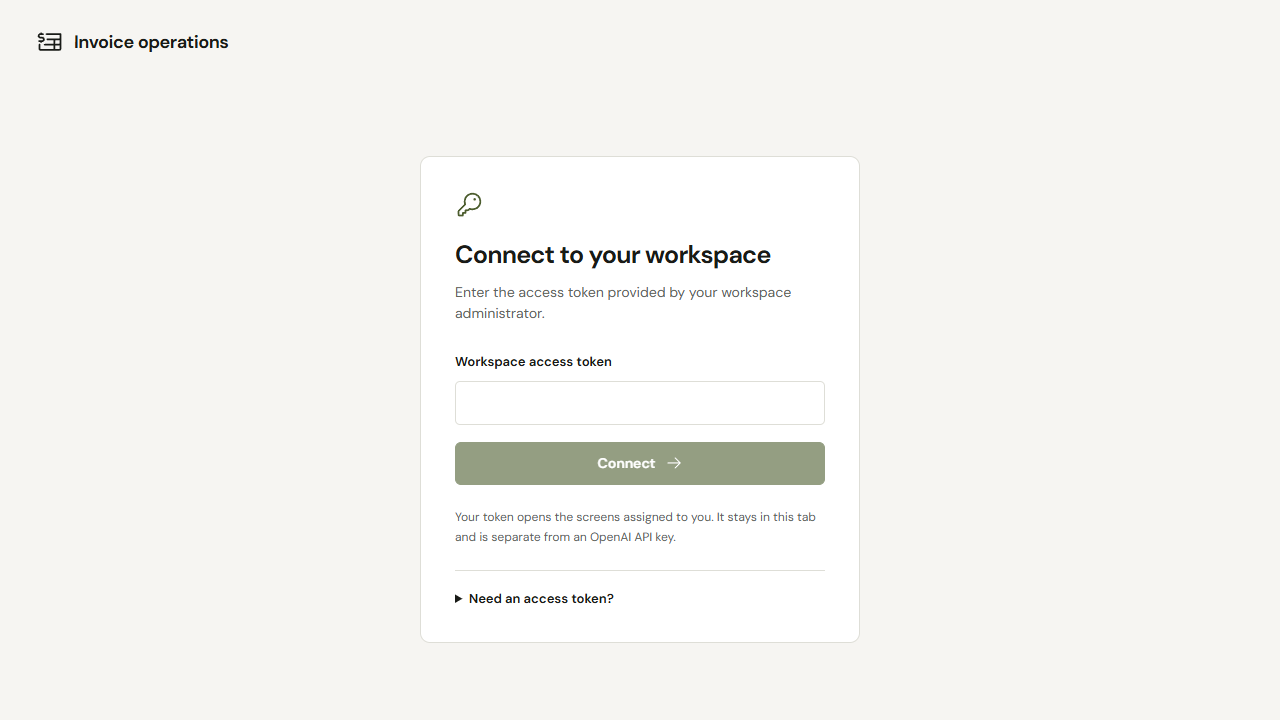 Invoice operations
Connect to your workspace
Enter the access token provided by your workspace
administrator.
Workspace access token
Connect
Your token opens the screens assigned to you. It stays in this tab
and is separate from an OpenAI API key.
Need an access token?